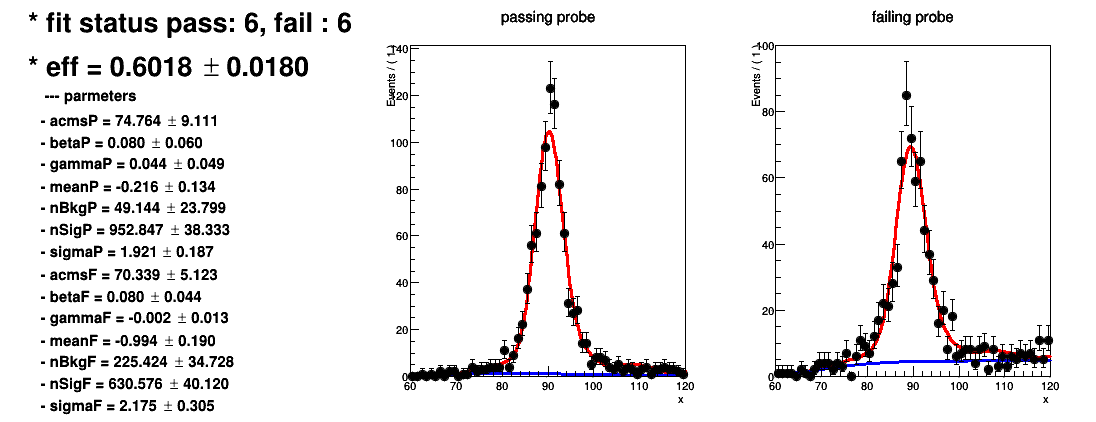 * fit status pass: 6, fail : 6
* eff = 0.6018 ± 0.0180
--- parmeters
- acmsP = 74.764 ± 9.111
- betaP = 0.080 ± 0.060
- gammaP = 0.044 ± 0.049
- meanP = -0.216 ± 0.134
- nBkgP = 49.144 ± 23.799
- nSigP = 952.847 ± 38.333
- sigmaP = 1.921 ± 0.187
- acmsF = 70.339 ± 5.123
- betaF = 0.080 ± 0.044
- gammaF = -0.002 ± 0.013
- meanF = -0.994 ± 0.190
- nBkgF = 225.424 ± 34.728
- nSigF = 630.576 ± 40.120
- sigmaF = 2.175 ± 0.305
passing probe
Events / ( 1 )
140
120
100
80
60
40
20
0
60 70 80 90 100 110 120
x
failing probe
Events / ( 1 )
100
80
60
40
20
0
60 70 80 90 100 110 120
x